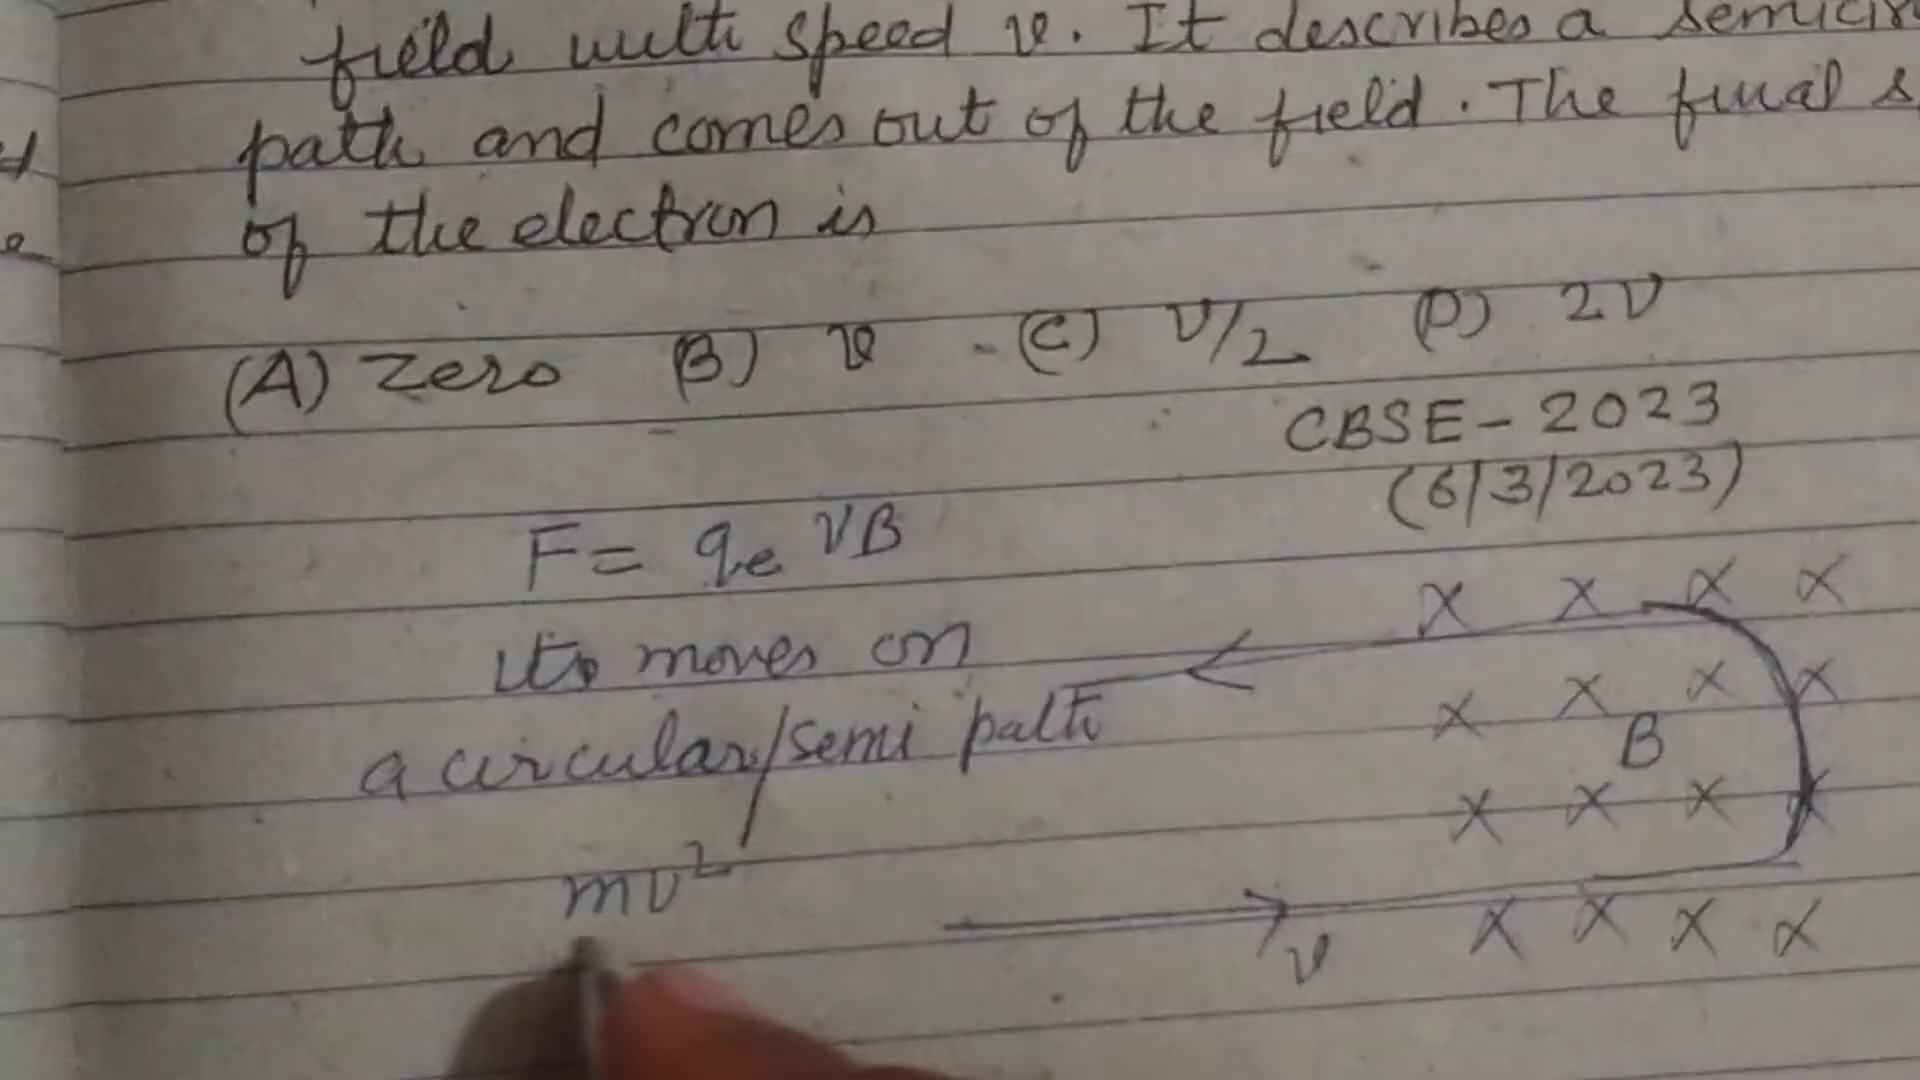 field with speed v. It describes a semicir
path and comes out of the field. The final s
of the electron is
(A) Zero (B) v (C) V/2 (D) 2V
CBSE-2023
(6/3/2023)
F = qe VB
its moves on
a circular/semi path
mv²
x x x x
x x x x
B
x x x x
v
x x x x